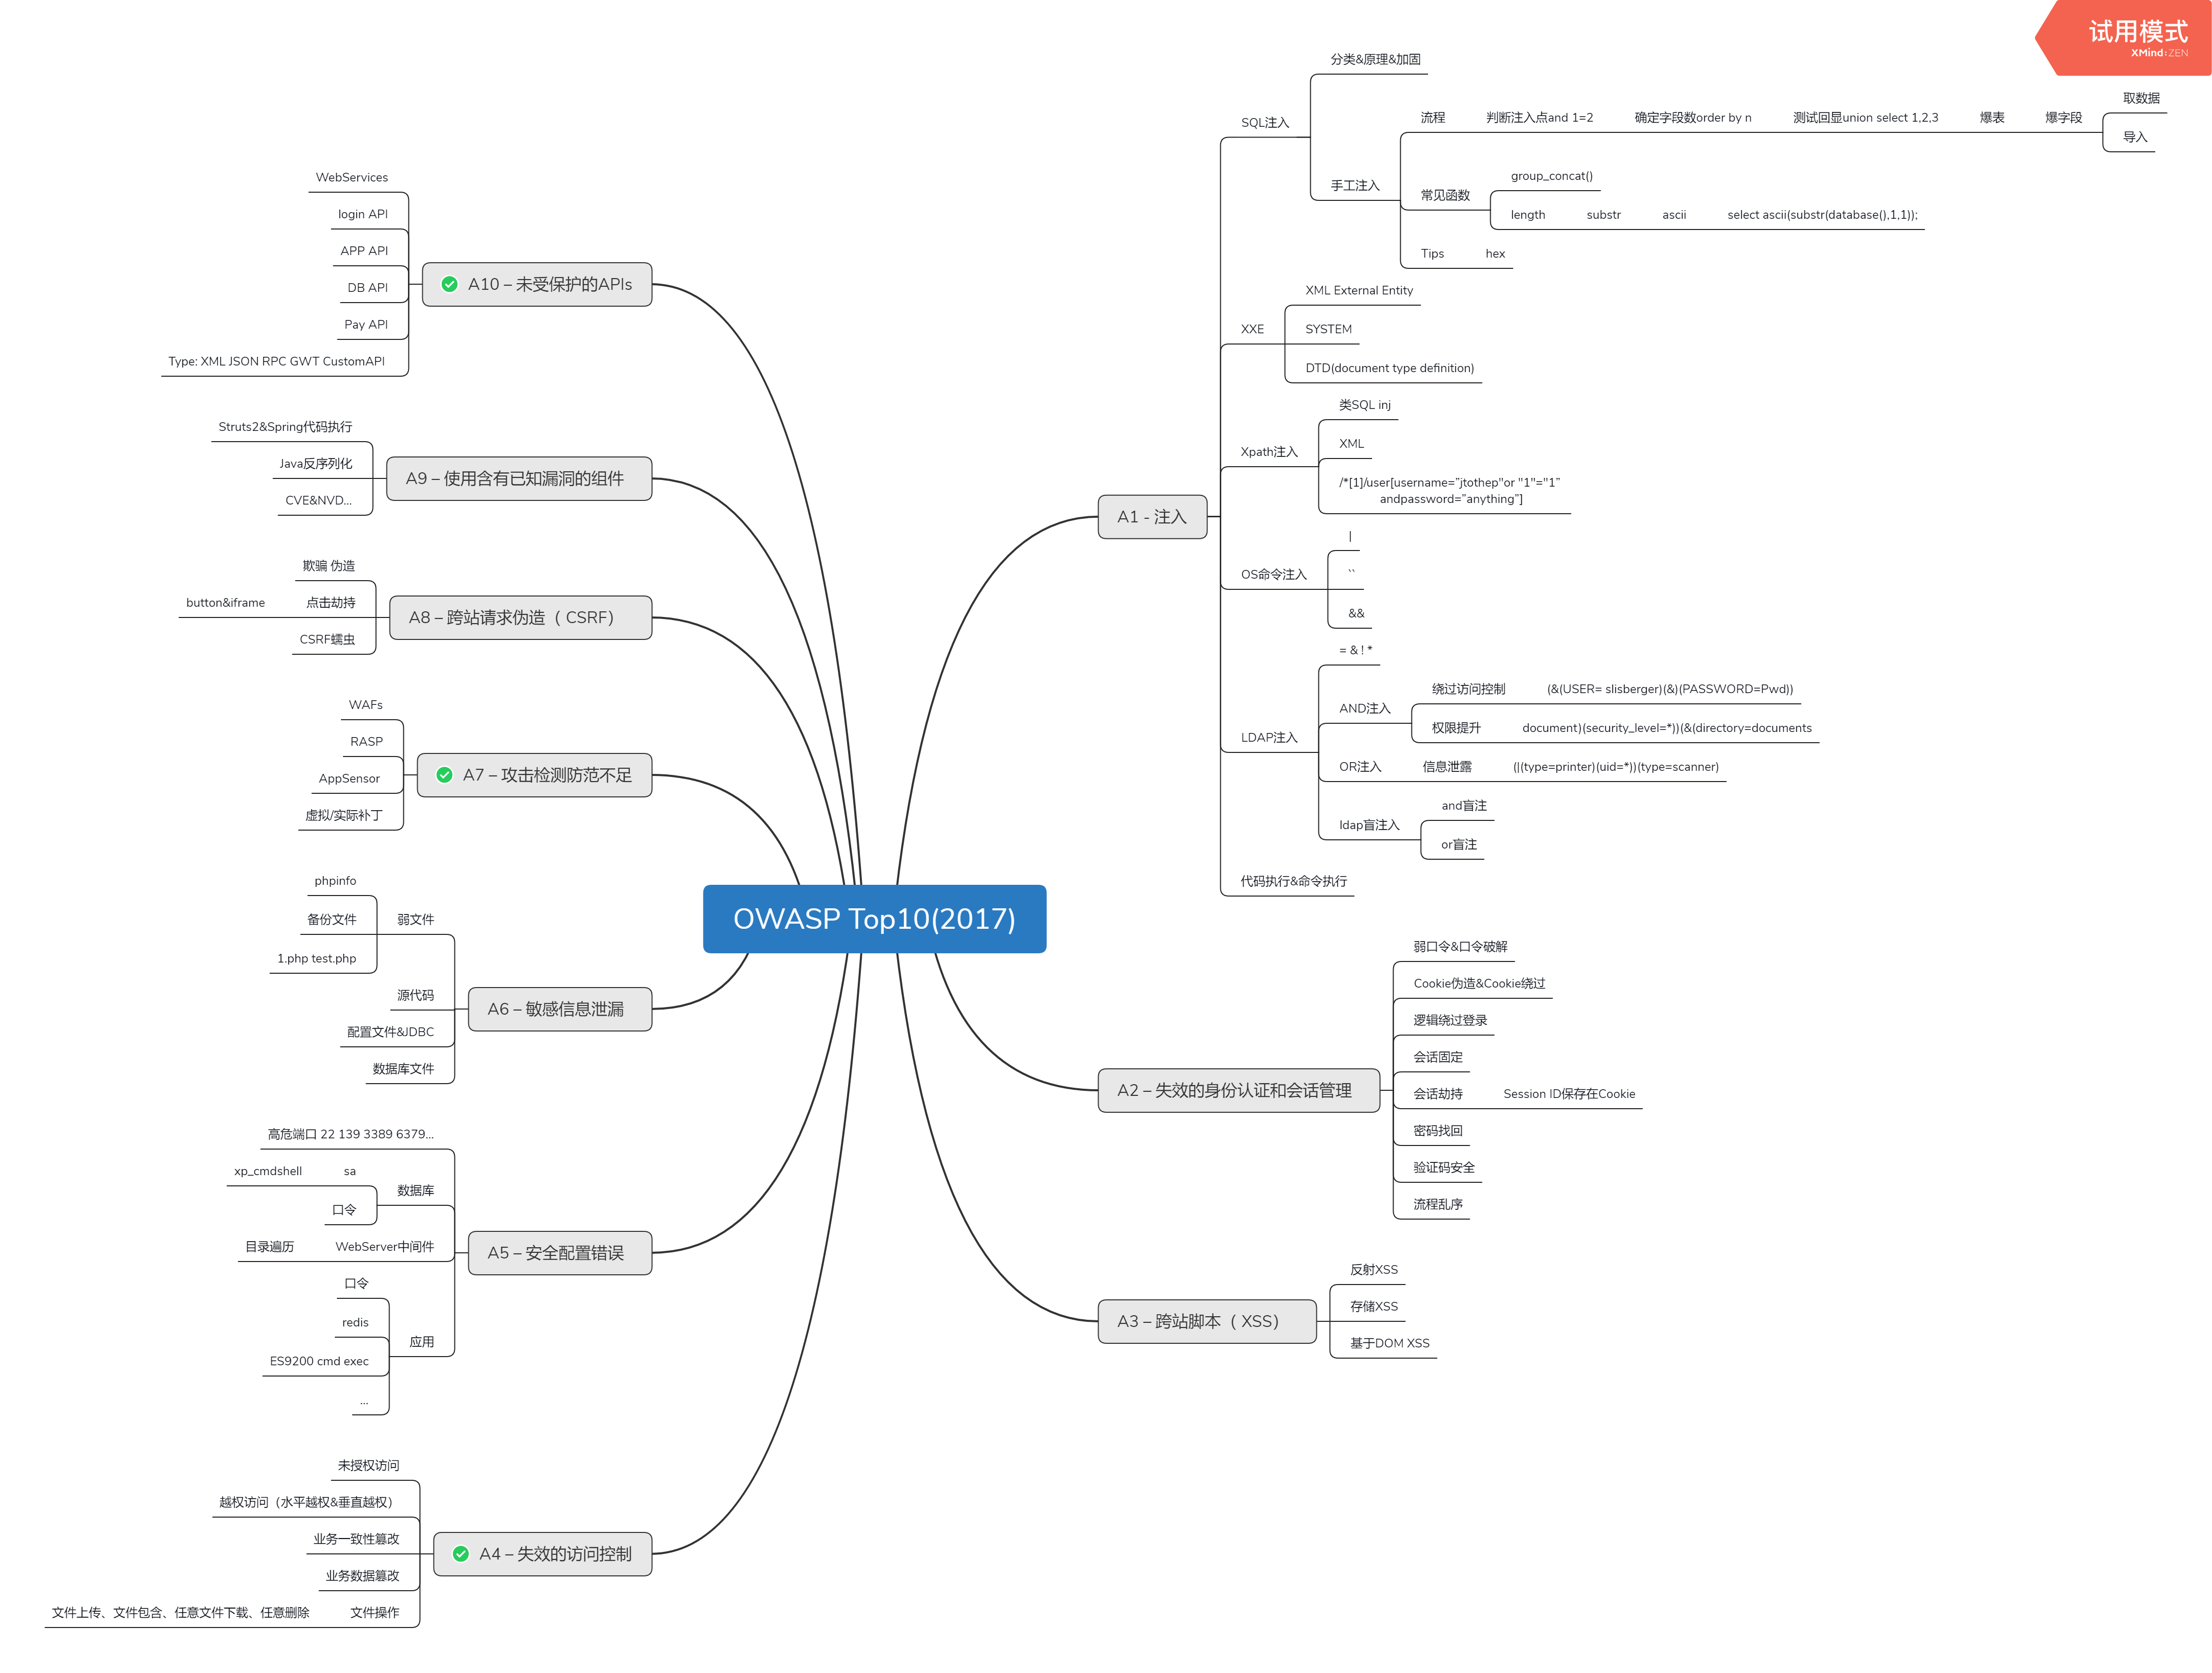 试用模式
XMind:ZEN
OWASP Top10(2017)
A1 - 注入
SQL注入
分类&原理&加固
手工注入
流程
判断注入点and 1=2
确定字段数order by n
测试回显union select 1,2,3
爆表
爆字段
取数据
导入
常见函数
group_concat()
length
substr
ascii
select ascii(substr(database(),1,1));
Tips
hex
XXE
XML External Entity
SYSTEM
DTD(document type definition)
Xpath注入
类SQL inj
XML
/*[1]/user[username=”jtothep"or "1"="1”
andpassword=”anything”]
OS命令注入
|
``
&&
LDAP注入
= & ! *
AND注入
绕过访问控制
(&(USER= slisberger)(&)(PASSWORD=Pwd))
权限提升
document)(security_level=*))(&(directory=documents
OR注入
信息泄露
(|(type=printer)(uid=*))(type=scanner)
ldap盲注入
and盲注
or盲注
代码执行&命令执行
A2 – 失效的身份认证和会话管理
弱口令&口令破解
Cookie伪造&Cookie绕过
逻辑绕过登录
会话固定
会话劫持
Session ID保存在Cookie
密码找回
验证码安全
流程乱序
A3 – 跨站脚本（ XSS）
反射XSS
存储XSS
基于DOM XSS
A4 – 失效的访问控制
未授权访问
越权访问（水平越权&垂直越权）
业务一致性篡改
业务数据篡改
文件操作
文件上传、文件包含、任意文件下载、任意删除
A5 – 安全配置错误
高危端口 22 139 3389 6379...
数据库
sa
xp_cmdshell
口令
WebServer中间件
目录遍历
应用
口令
redis
ES9200 cmd exec
...
A6 – 敏感信息泄漏
弱文件
phpinfo
备份文件
1.php test.php
源代码
配置文件&JDBC
数据库文件
A7 – 攻击检测防范不足
WAFs
RASP
AppSensor
虚拟/实际补丁
A8 – 跨站请求伪造（ CSRF）
欺骗 伪造
点击劫持
button&iframe
CSRF蠕虫
A9 – 使用含有已知漏洞的组件
Struts2&Spring代码执行
Java反序列化
CVE&NVD...
A10 – 未受保护的APIs
WebServices
login API
APP API
DB API
Pay API
Type: XML JSON RPC GWT CustomAPI